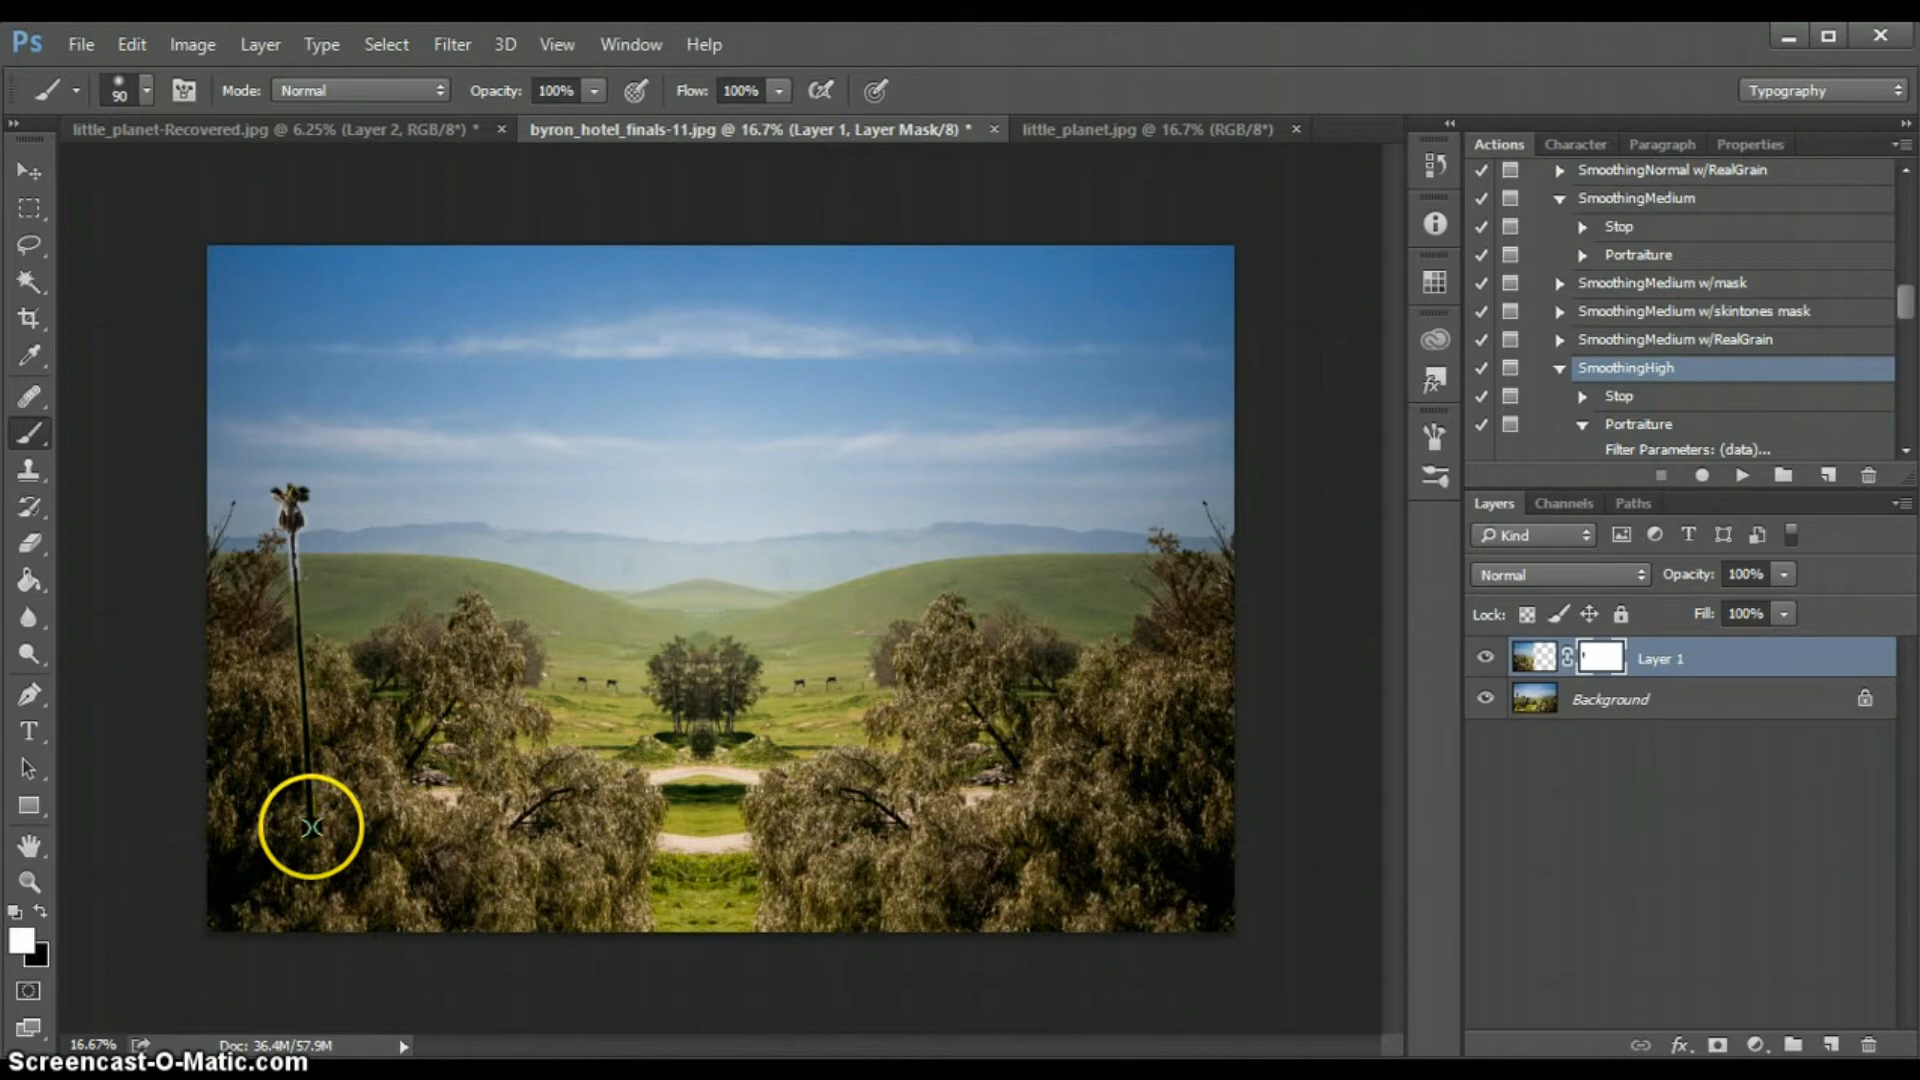 Ps File Edit Image Layer Type Select Filter 3D View Window Help
90 Mode: Normal Opacity: 100% Flow: 100% Typography
little_planet-Recovered.jpg @ 6.25% (Layer 2, RGB/8*) * × byron_hotel_finals-11.jpg @ 16.7% (Layer 1, Layer Mask/8) * × little_planet.jpg @ 16.7% (RGB/8*) ×
Actions Character Paragraph Properties
SmoothingNormal w/RealGrain
SmoothingMedium
Stop
Portraiture
SmoothingMedium w/mask
SmoothingMedium w/skintones mask
SmoothingMedium w/RealGrain
SmoothingHigh
Stop
Portraiture
Filter Parameters: (data)...
Layers Channels Paths
Kind
Normal Opacity: 100%
Lock: Fill: 100%
Layer 1
Background
16.67% Doc: 36.4M/57.9M
Screencast-O-Matic.com